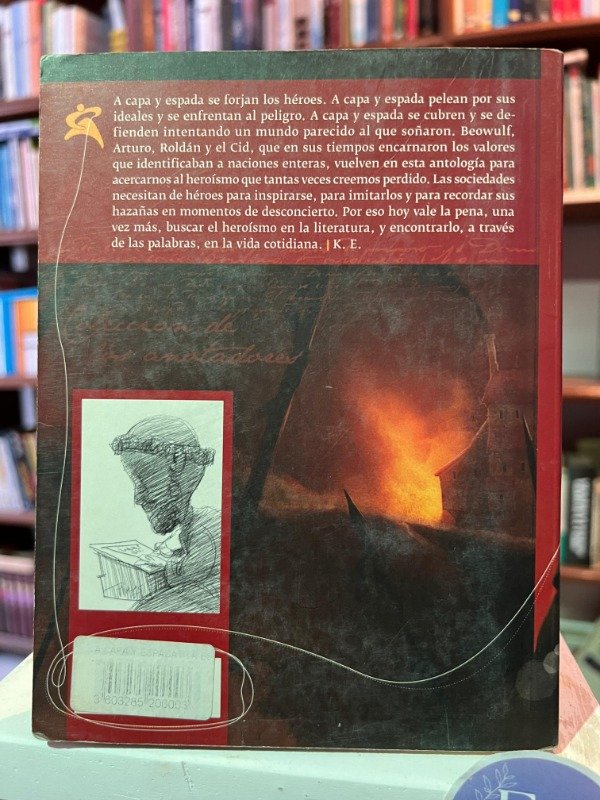 A capa y espada se forjan los héroes. A capa y espada pelean por sus
ideales y se enfrentan al peligro. A capa y espada se cubren y se de-
fienden intentando un mundo parecido al que soñaron. Beowulf,
Arturo, Roldán y el Cid, que en sus tiempos encarnaron los valores
que identificaban a naciones enteras, vuelven en esta antología para
acercarnos al heroísmo que tantas veces creemos perdido. Las sociedades
necesitan de héroes para inspirarse, para imitarlos y para recordar sus
hazañas en momentos de desconcierto. Por eso hoy vale la pena, una
vez más, buscar el heroísmo en la literatura, y encontrarlo, a través
de las palabras, en la vida cotidiana. | K. E.
de
los anotadores
A CAPA Y ESPADA